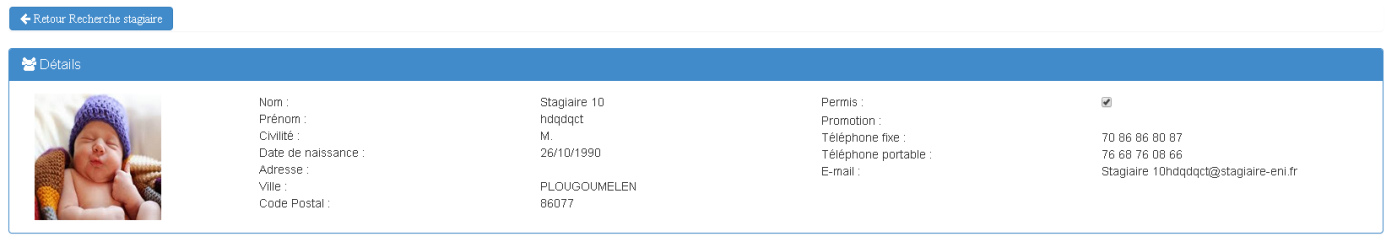 Retour Recherche stagiaire
Détails
Nom : Stagiaire 10
Prénom : hdqdqct
Civilité : M.
Date de naissance : 26/10/1990
Adresse :
Ville : PLOUGOUMELEN
Code Postal : 86077
Permis :
Promotion :
Téléphone fixe : 70 86 86 80 87
Téléphone portable : 76 68 76 08 66
E-mail : Stagiaire 10hdqdqct@stagiaire-eni.fr